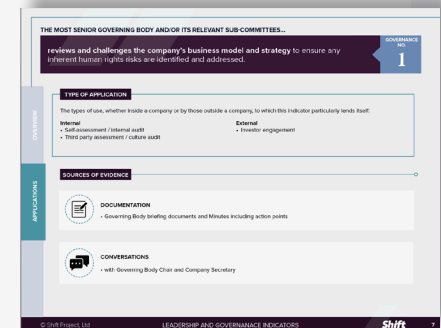 THE MOST SENIOR GOVERNING BODY AND/OR ITS RELEVANT SUB-COMMITTEES...
reviews and challenges the company's business model and strategy to ensure any
inherent human rights risks are identified and addressed.
GOVERNANCE
NO.
1
OVERVIEW
APPLICATIONS
TYPE OF APPLICATION
The types of use, whether inside a company or by those outside a company, to which this indicator particularly lends itself:
Internal
• Self-assessment / internal audit
• Third party assessment / culture audit
External
• Investor engagement
SOURCES OF EVIDENCE
DOCUMENTATION
• Governing Body briefing documents and Minutes including action points
CONVERSATIONS
• with Governing Body Chair and Company Secretary
© Shift Project, Ltd
LEADERSHIP AND GOVERNANACE INDICATORS
Shift
7